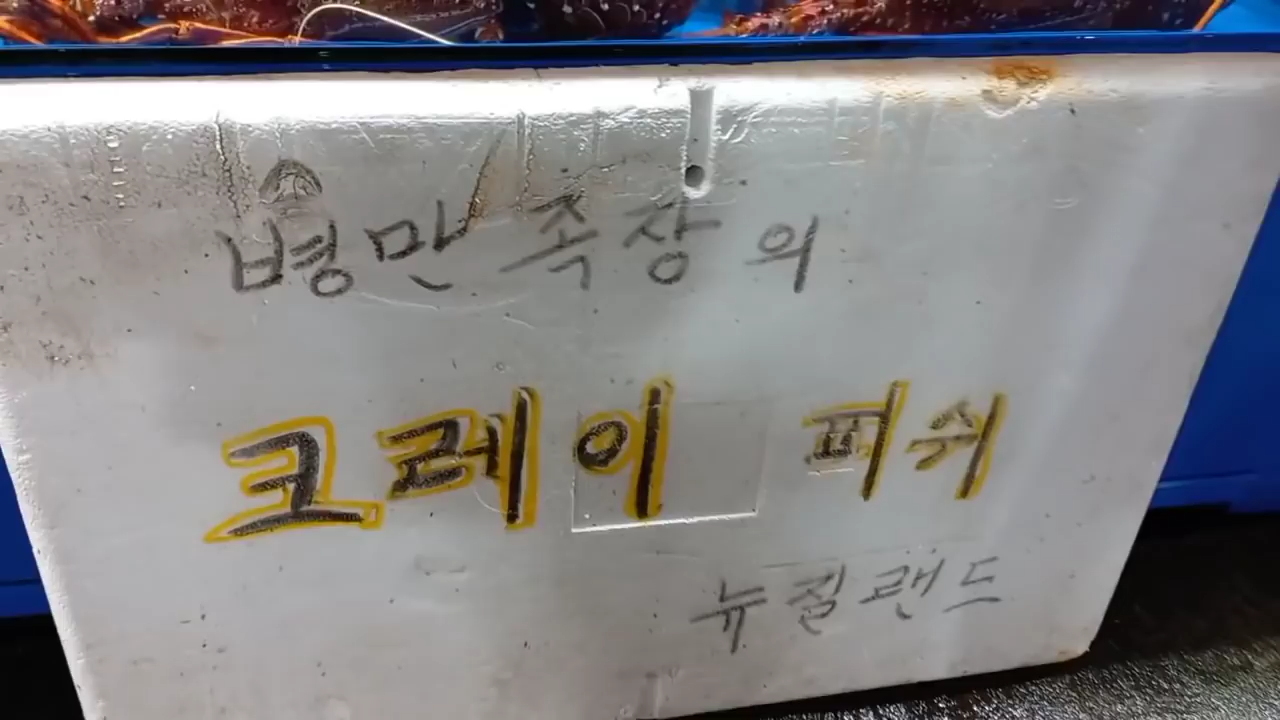 병만 족장의
크레이 피쉬
뉴질랜드